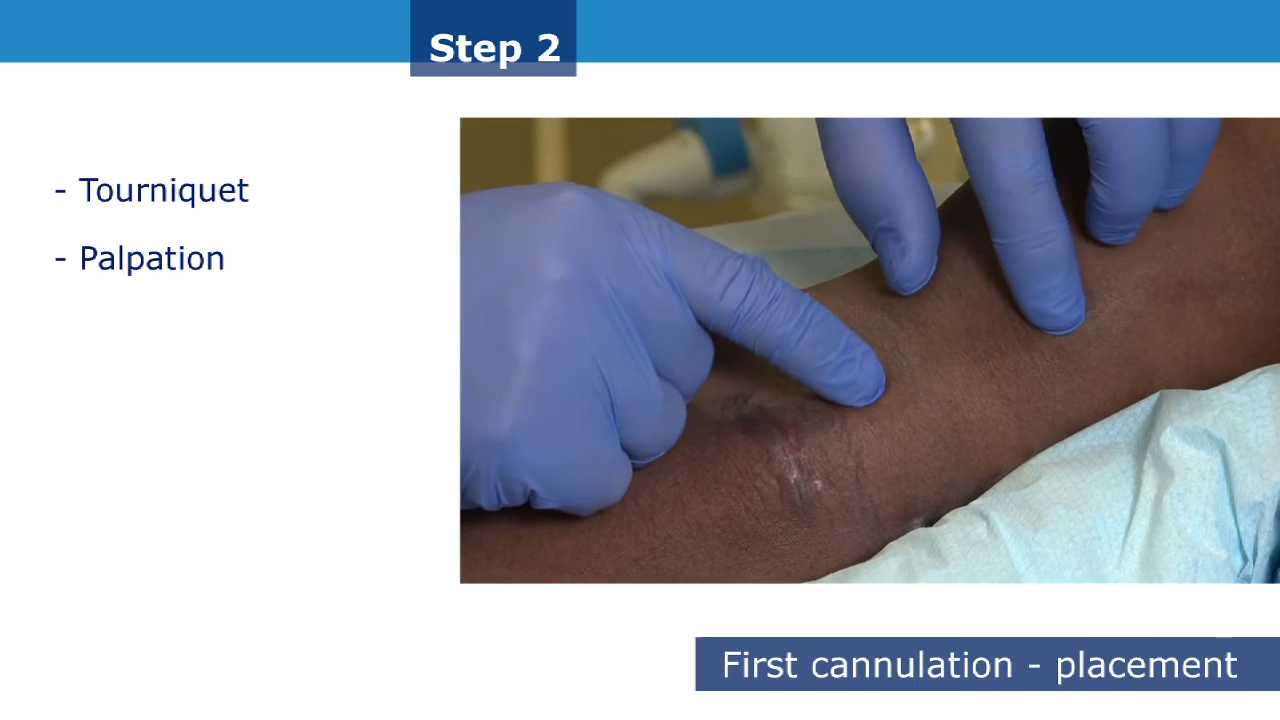 Step 2
- Tourniquet
- Palpation
First cannulation - placement